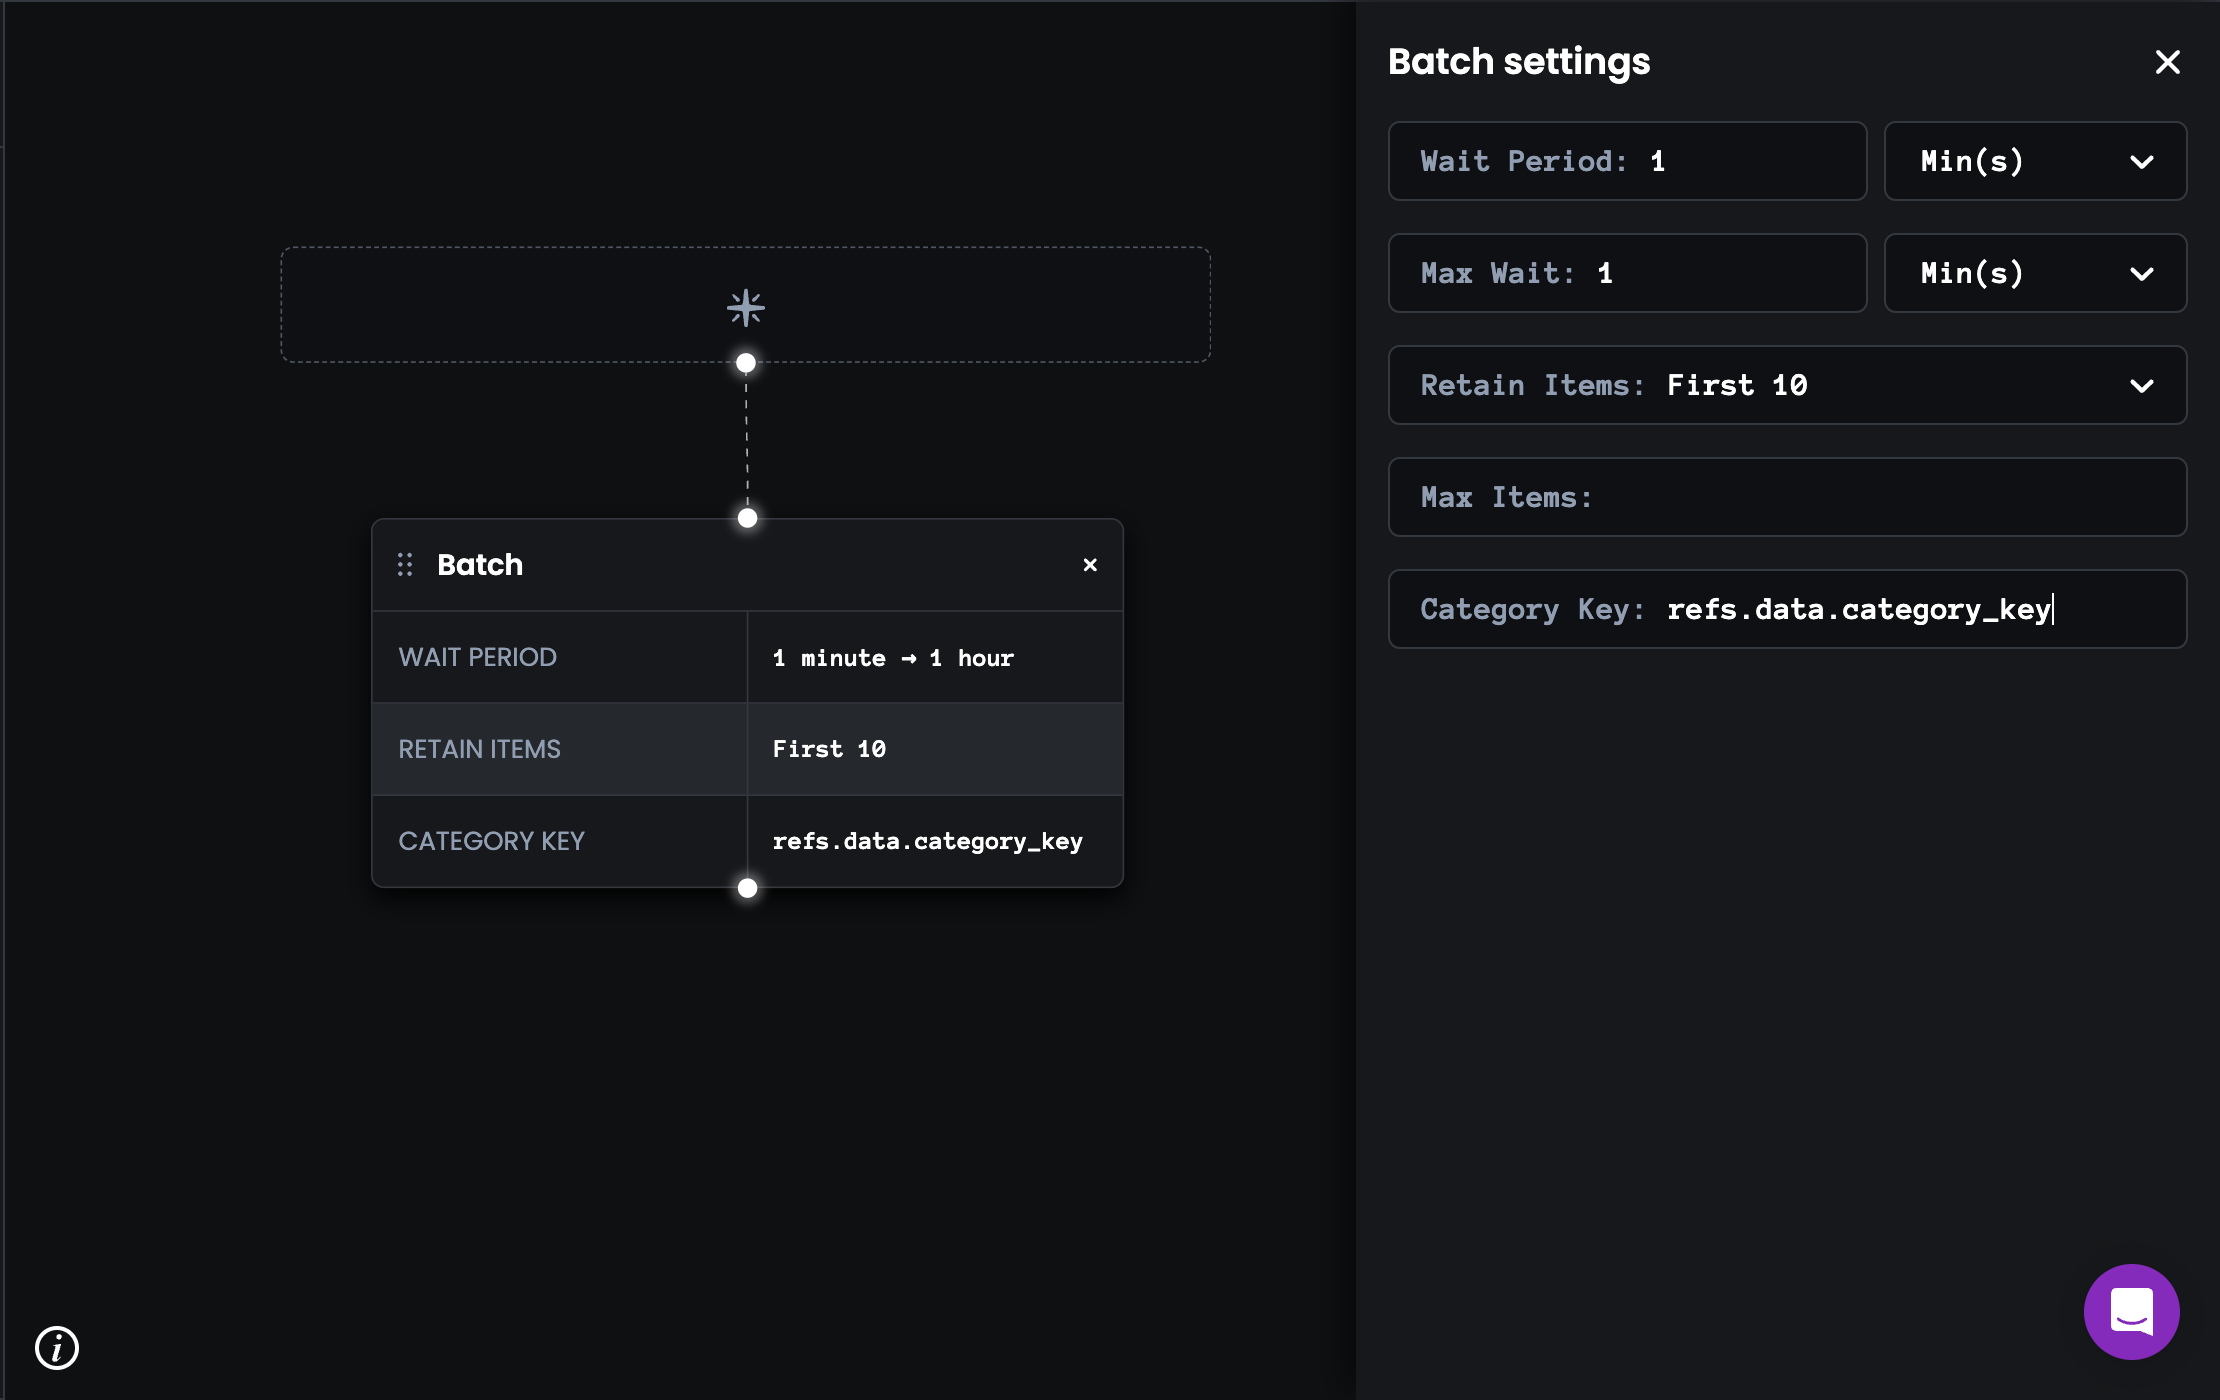 Batch settings
Wait Period: 1
Min(s)
Max Wait: 1
Min(s)
Retain Items: First 10
Max Items:
Category Key: refs.data.category_key
Batch
WAIT PERIOD
1 minute → 1 hour
RETAIN ITEMS
First 10
CATEGORY KEY
refs.data.category_key